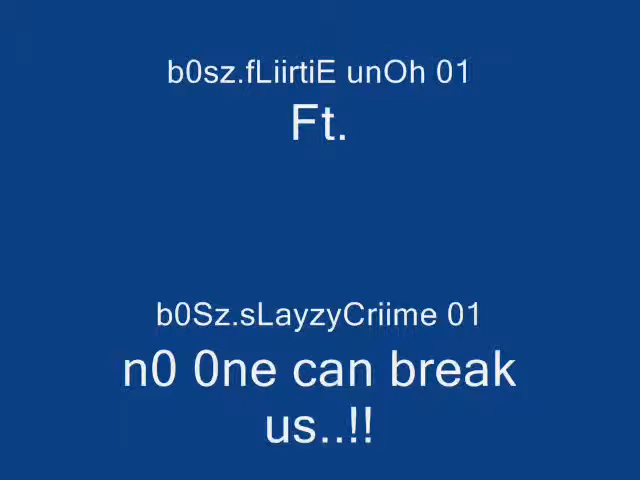 b0sz.fLiirtiE unOh 01
Ft.
b0Sz.sLayzyCriime 01
n0 0ne can break
us..!!